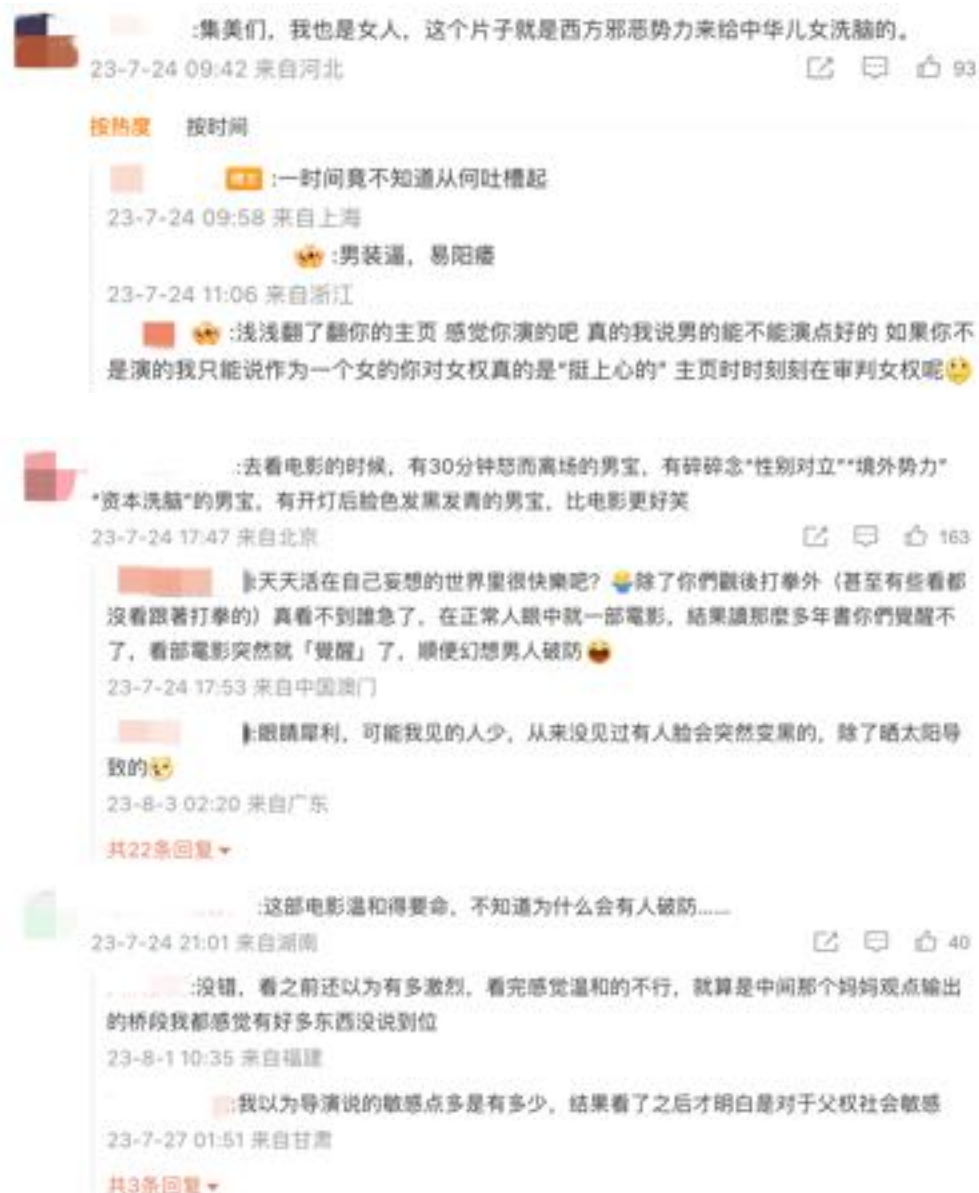 :集美们，我也是女人，这个片子就是西方邪恶势力来给中华儿女洗脑的。
23-7-24 09:42 来自河北
93
按热度 按时间
博主 :一时间竟不知道从何吐槽起
23-7-24 09:58 来自上海
:男装逼，易阳痿
23-7-24 11:06 来自浙江
:浅浅翻了翻你的主页 感觉你演的吧 真的我说男的能不能演点好的 如果你不
是演的我只能说作为一个女的你对女权真的是“挺上心的” 主页时时刻刻在审判女权呢
:去看电影的时候，有30分钟怒而离场的男宝，有碎碎念“性别对立”“境外势力”
“资本洗脑”的男宝，有开灯后脸色发黑发青的男宝，比电影更好笑
23-7-24 17:47 来自北京
163
:天天活在自己妄想的世界里很快樂吧？除了你們觀後打拳外（甚至有些看都
沒看跟著打拳的）真看不到誰急了，在正常人眼中就一部電影，結果讀那麼多年書你們覺醒不
了，看部電影突然就「覺醒」了，順便幻想男人破防
23-7-24 17:53 来自中国澳门
:眼睛犀利，可能我见的人少，从来没见过有人脸会突然变黑的，除了晒太阳导
致的
23-8-3 02:20 来自广东
共22条回复
:这部电影温和得要命，不知道为什么会有人破防……
23-7-24 21:01 来自湖南
40
:没错，看之前还以为有多激烈，看完感觉温和的不行，就算是中间那个妈妈观点输出
的桥段我都感觉有好多东西没说到位
23-8-1 10:35 来自福建
:我以为导演说的敏感点多是有多少，结果看了之后才明白是对于父权社会敏感
23-7-27 01:51 来自甘肃
共3条回复